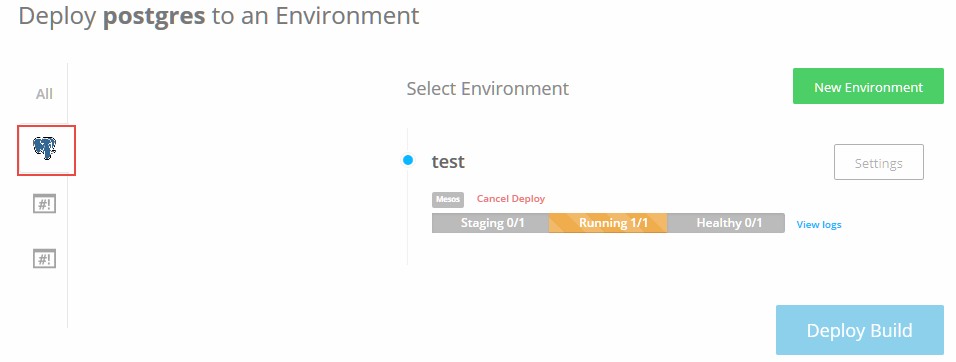 Deploy postgres to an Environment
All
Select Environment
New Environment
test
Settings
Mesos Cancel Deploy
Staging 0/1 Running 1/1 Healthy 0/1 View logs
#!
#!
Deploy Build